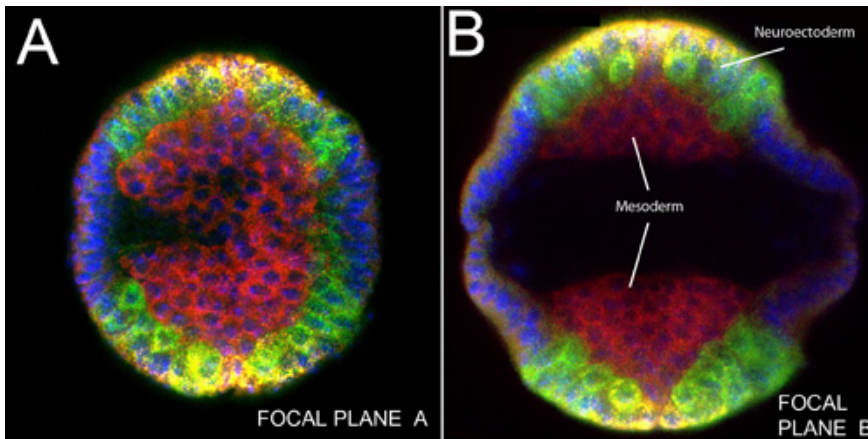 A
B
Neuroectoderm
Mesoderm
FOCAL PLANE A
FOCAL
PLANE B